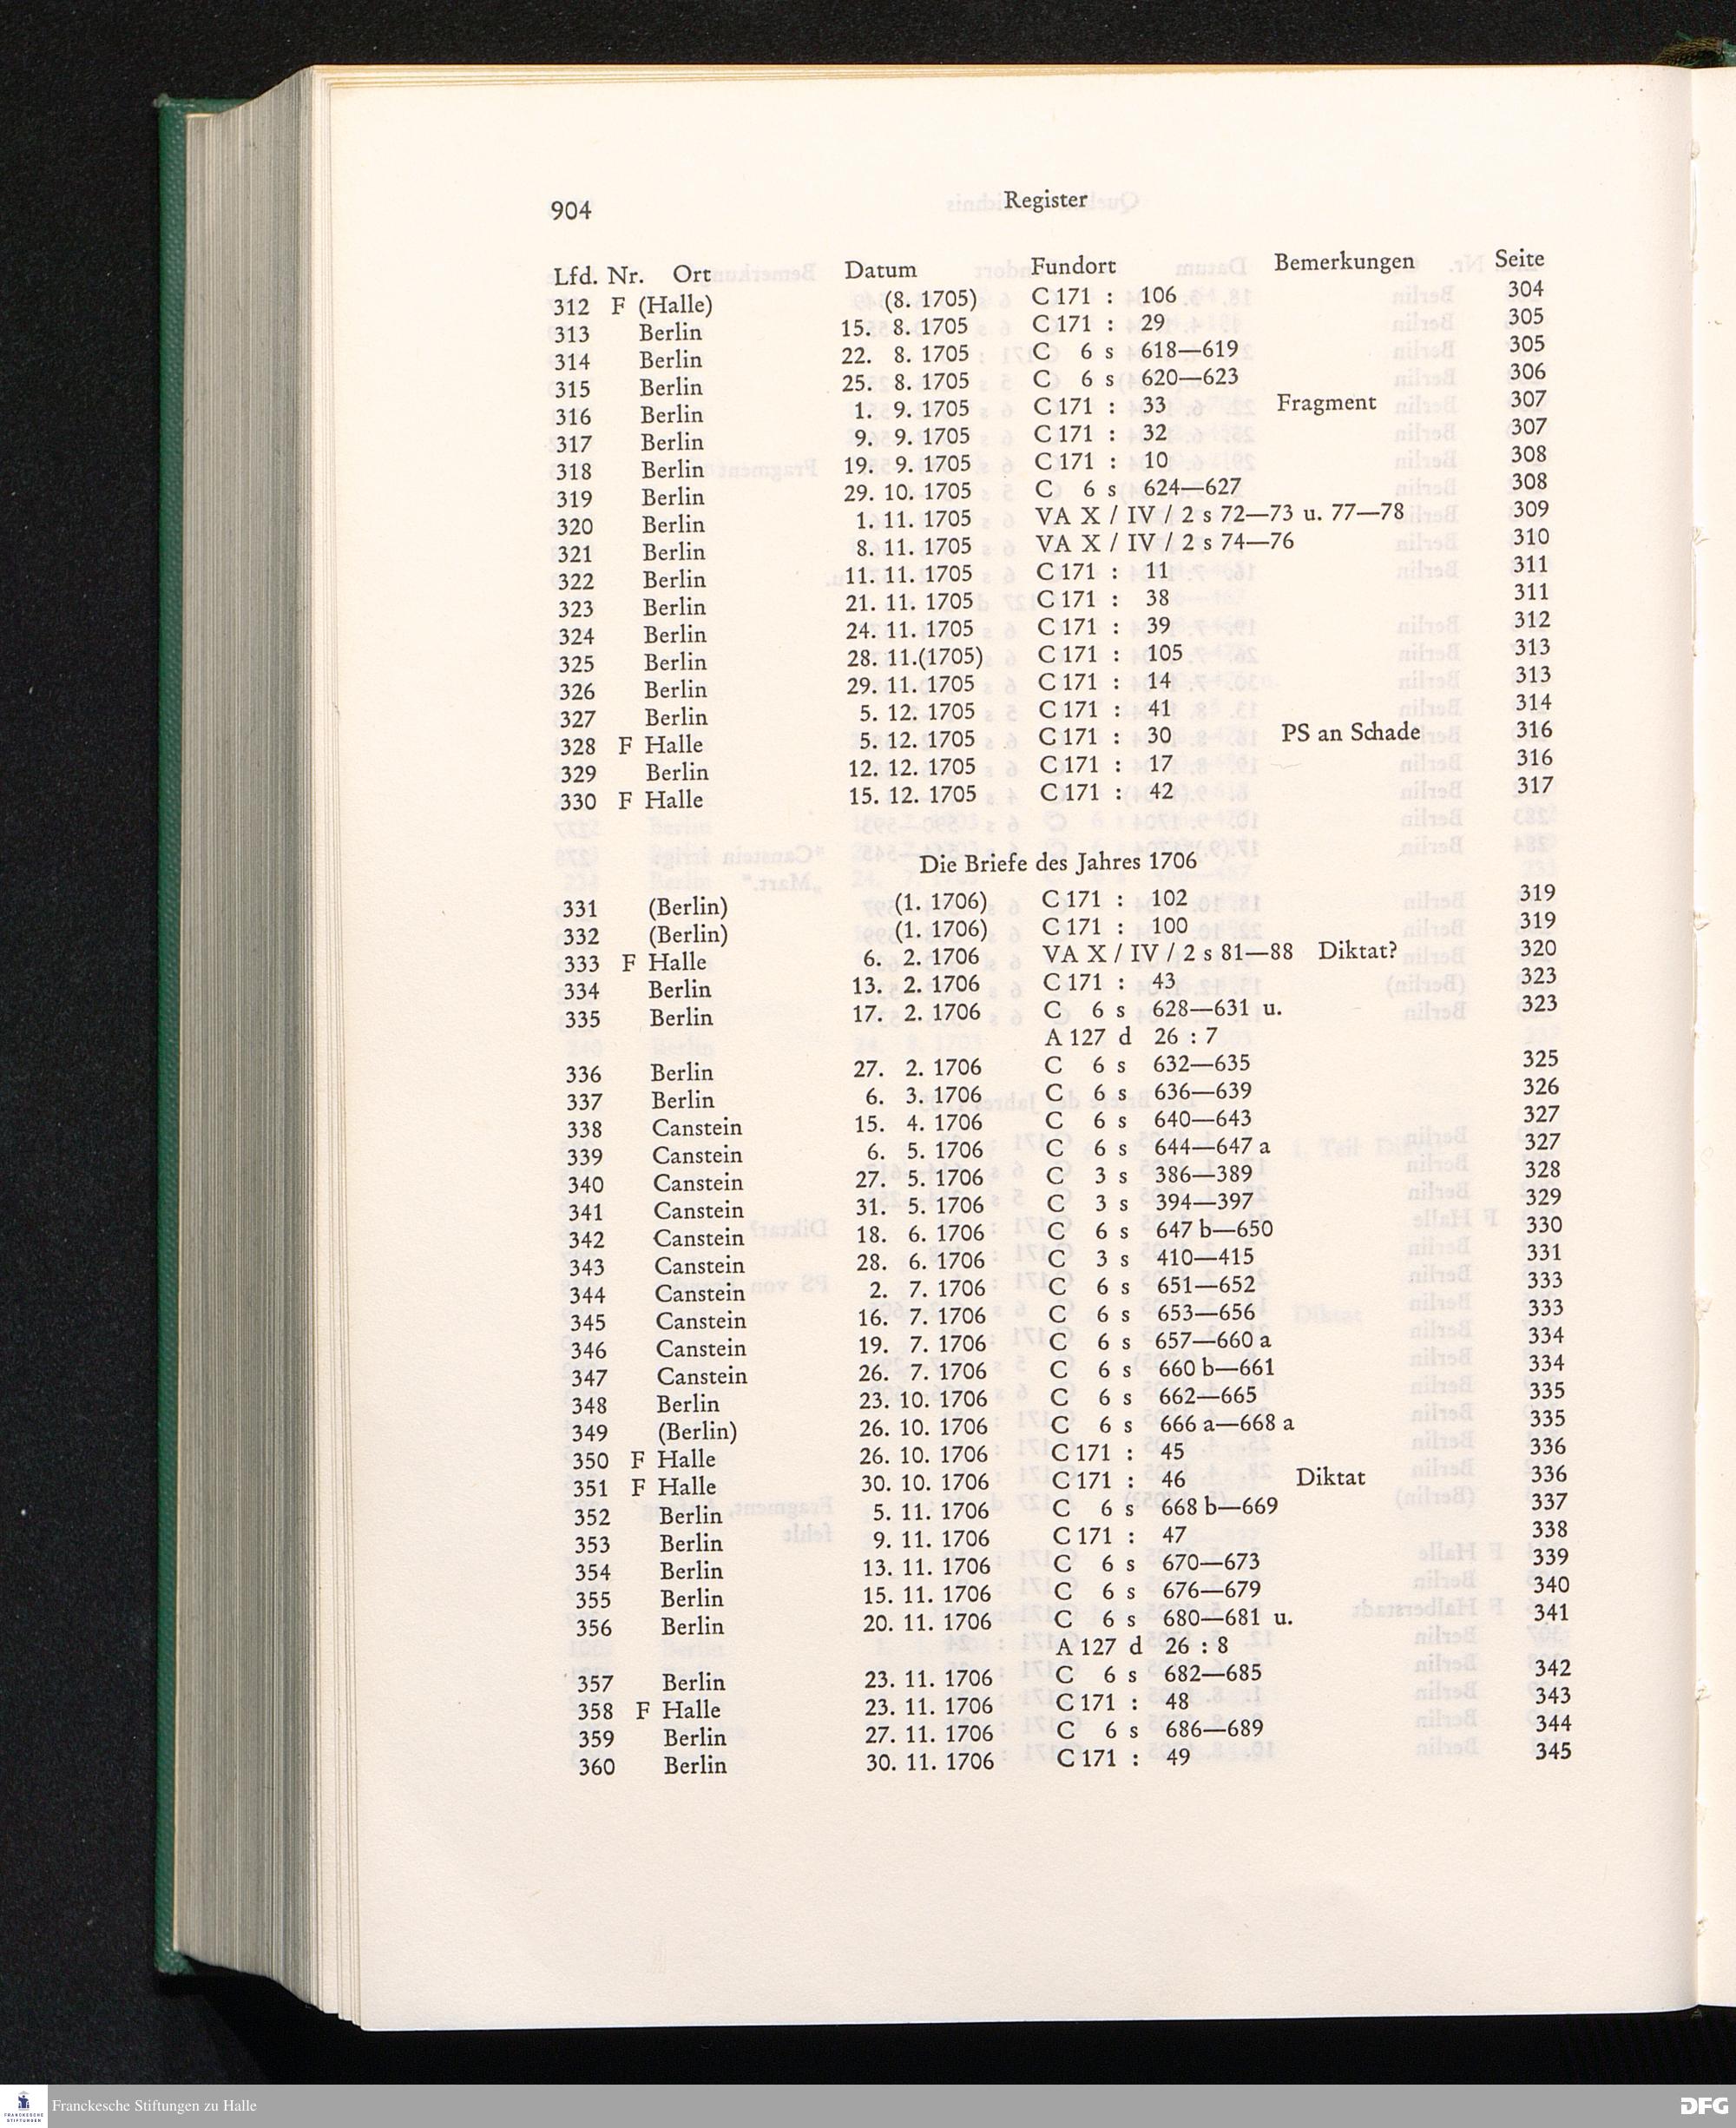 904 Register
Lfd. Nr. Ort Datum Fundort Bemerkungen Seite
312 F (Halle) (8. 1705) C 171 : 106 304
313 Berlin 15. 8. 1705 C 171 : 29 305
314 Berlin 22. 8. 1705 C 6 s 618—619 305
315 Berlin 25. 8. 1705 C 6 s 620—623 306
316 Berlin 1. 9. 1705 C 171 : 33 Fragment 307
317 Berlin 9. 9. 1705 C 171 : 32 307
318 Berlin 19. 9. 1705 C 171 : 10 308
319 Berlin 29. 10. 1705 C 6 s 624—627 308
320 Berlin 1. 11. 1705 VA X / IV / 2 s 72—73 u. 77—78 309
321 Berlin 8. 11. 1705 VA X / IV / 2 s 74—76 310
322 Berlin 11. 11. 1705 C 171 : 11 311
323 Berlin 21. 11. 1705 C 171 : 38 311
324 Berlin 24. 11. 1705 C 171 : 39 312
325 Berlin 28. 11.(1705) C 171 : 105 313
326 Berlin 29. 11. 1705 C 171 : 14 313
327 Berlin 5. 12. 1705 C 171 : 41 314
328 F Halle 5. 12. 1705 C 171 : 30 PS an Schade 316
329 Berlin 12. 12. 1705 C 171 : 17 316
330 F Halle 15. 12. 1705 C 171 : 42 317
Die Briefe des Jahres 1706
331 (Berlin) (1. 1706) C 171 : 102 319
332 (Berlin) (1. 1706) C 171 : 100 319
333 F Halle 6. 2. 1706 VA X / IV / 2 s 81—88 Diktat? 320
334 Berlin 13. 2. 1706 C 171 : 43 323
335 Berlin 17. 2. 1706 C 6 s 628—631 u. 323
A 127 d 26 : 7
336 Berlin 27. 2. 1706 C 6 s 632—635 325
337 Berlin 6. 3. 1706 C 6 s 636—639 326
338 Canstein 15. 4. 1706 C 6 s 640—643 327
339 Canstein 6. 5. 1706 C 6 s 644—647 a 327
340 Canstein 27. 5. 1706 C 3 s 386—389 328
341 Canstein 31. 5. 1706 C 3 s 394—397 329
342 Canstein 18. 6. 1706 C 6 s 647 b—650 330
343 Canstein 28. 6. 1706 C 3 s 410—415 331
344 Canstein 2. 7. 1706 C 6 s 651—652 333
345 Canstein 16. 7. 1706 C 6 s 653—656 333
346 Canstein 19. 7. 1706 C 6 s 657—660 a 334
347 Canstein 26. 7. 1706 C 6 s 660 b—661 334
348 Berlin 23. 10. 1706 C 6 s 662—665 335
349 (Berlin) 26. 10. 1706 C 6 s 666 a—668 a 335
350 F Halle 26. 10. 1706 C 171 : 45 336
351 F Halle 30. 10. 1706 C 171 : 46 Diktat 336
352 Berlin 5. 11. 1706 C 6 s 668 b—669 337
353 Berlin 9. 11. 1706 C 171 : 47 338
354 Berlin 13. 11. 1706 C 6 s 670—673 339
355 Berlin 15. 11. 1706 C 6 s 676—679 340
356 Berlin 20. 11. 1706 C 6 s 680—681 u. 341
A 127 d 26 : 8
357 Berlin 23. 11. 1706 C 6 s 682—685 342
358 F Halle 23. 11. 1706 C 171 : 48 343
359 Berlin 27. 11. 1706 C 6 s 686—689 344
360 Berlin 30. 11. 1706 C 171 : 49 345
FRANCKESCHE
STIFTUNGEN
Franckesche Stiftungen zu Halle
DFG